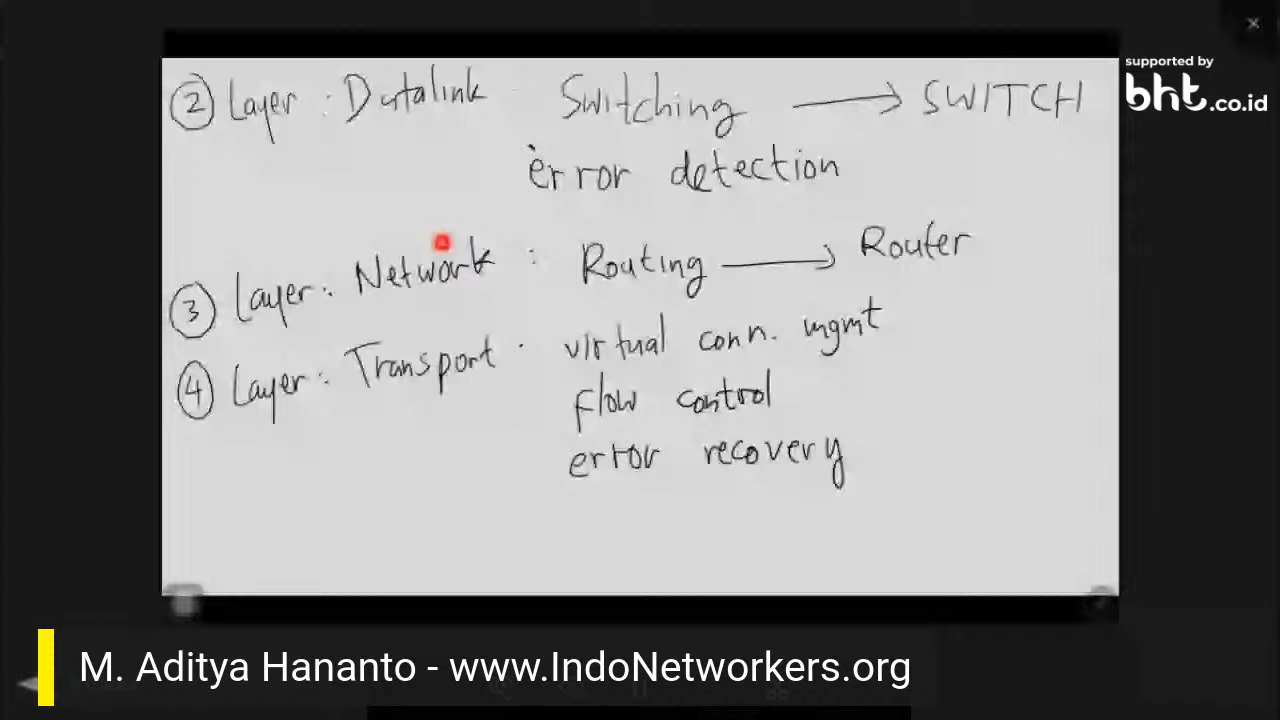 supported by
bht.co.id
② Layer : Datalink Switching → SWITCH
error detection
③ Layer : Network : Routing → Router
④ Layer : Transport : virtual conn. mgmt
flow control
error recovery
M. Aditya Hananto - www.IndoNetworkers.org